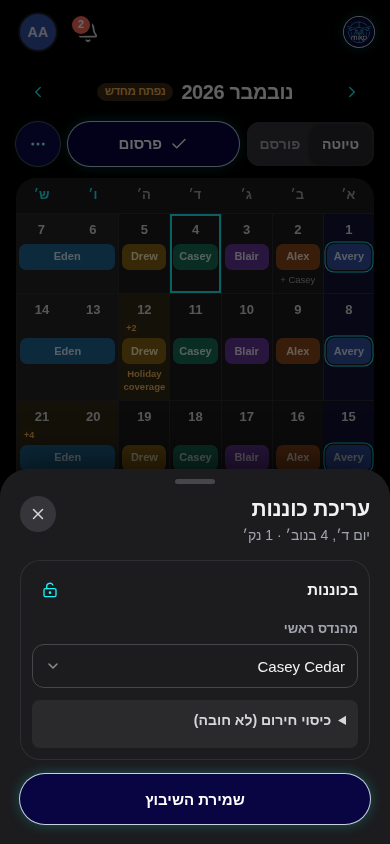 AA
2
נובמבר 2026 נפתח מחדש
טיוטה פורסם פרסום
א׳ ב׳ ג׳ ד׳ ה׳ ו׳ ש׳
1 2 3 4 5 6 7
Avery Alex Blair Casey Drew Eden
+ Casey
8 9 10 11 12 13 14
+2
Avery Alex Blair Casey Drew Eden
Holiday
coverage
15 16 17 18 19 20 21
+4
Avery Alex Blair Casey Drew Eden
עריכת כוננות
יום ד׳, 4 בנוב׳ · 1 נק׳
בכוננות
מהנדס ראשי
Casey Cedar
כיסוי חירום (לא חובה)
שמירת השיבוץ